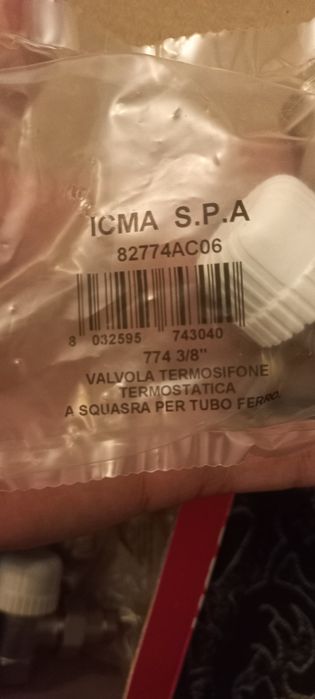 ICMA S.P.A
82774AC06
8 032595 743040
774 3/8"
VALVOLA TERMOSIFONE
TERMOSTATICA
A SQUASRA PER TUBO FERRO.